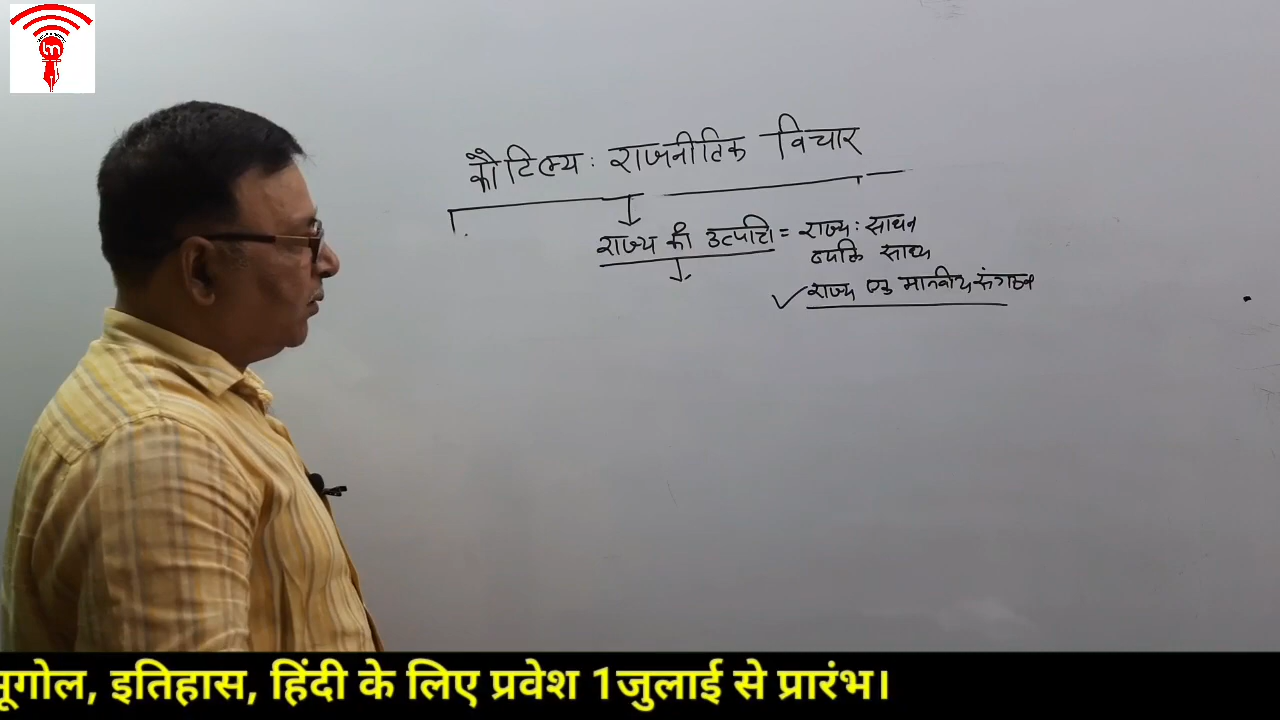 कौटिल्य : राजनीतिक विचार
राज्य की उत्पत्ति = राज्य : साधन
व्यक्ति साध्य
✓ राज्य एक मानवीय संगठन
भूगोल, इतिहास, हिंदी के लिए प्रवेश 1जुलाई से प्रारंभ।